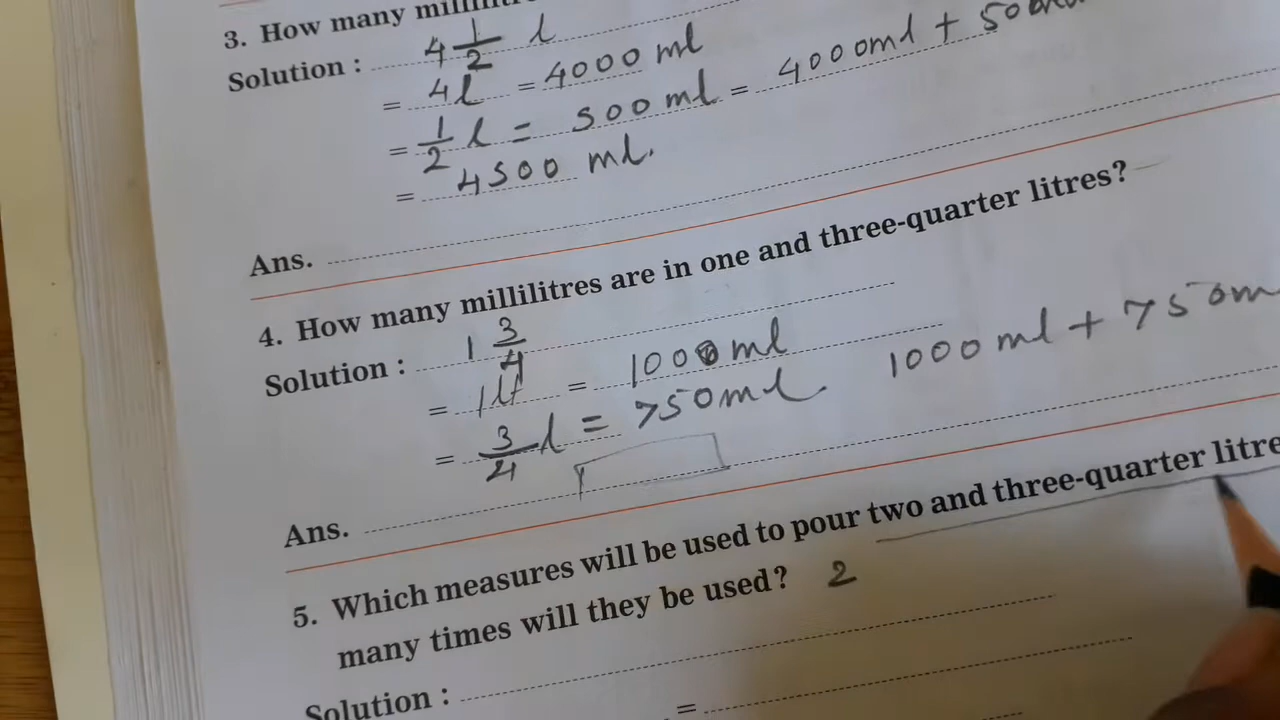 3. How many
Solution : 4 1/2 l
= 4l = 4000 ml
= 1/2 l = 500 ml = 4000ml +
= 4500 ml.
Ans.
4. How many millilitres are in one and three-quarter litres?
Solution : 1 3/4
= 1lt = 1000 ml
= 3/4 l = 750ml. 1000 ml + 750m
Ans.
5. Which measures will be used to pour two and three-quarter litre
many times will they be used? 2
Solution :
=